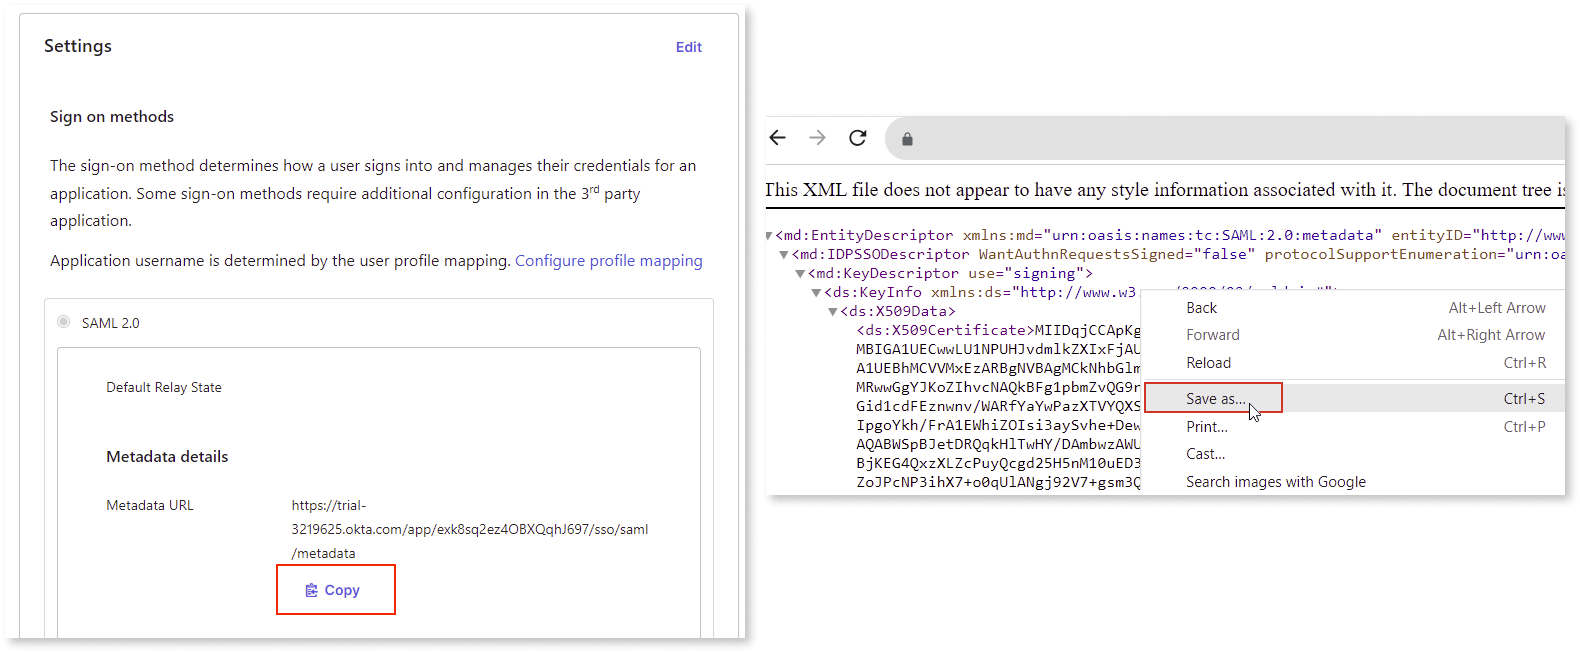 Settings
Edit
Sign on methods
The sign-on method determines how a user signs into and manages their credentials for an
application. Some sign-on methods require additional configuration in the 3rd party
application.
Application username is determined by the user profile mapping. Configure profile mapping
SAML 2.0
Default Relay State
Metadata details
Metadata URL
https://trial-
3219625.okta.com/app/exk8sq2ez4OBXQqhJ697/sso/saml
/metadata
Copy
This XML file does not appear to have any style information associated with it. The document tree is
<md:EntityDescriptor xmlns:md="urn:oasis:names:tc:SAML:2.0:metadata" entityID="http://www
<md:IDPSSODescriptor WantAuthnRequestsSigned="false" protocolSupportEnumeration="urn:oa
<md:KeyDescriptor use="signing">
<ds:KeyInfo xmlns:ds="http://www.w3
<ds:X509Data>
<ds:X509Certificate>MIIDqjCCApKg
MBIGA1UECwwLU1NPUHJvdmlkZXIxFjAU
A1UEBhMCVVMxEzARBgNVBAgMCkNhbGlm
MRwwGgYJKoZIhvcNAQkBFg1pbmZvQG9r
Gid1cdFEznwnv/WARfYaYwPazXTVYQXS
IpgoYkh/FrA1EWhiZOIsi3aySvhe+Dew
AQABWSpBJetDRQqkHlTwHY/DAmbwzAWU
BjKEG4QxzXLZcPuyQcgd25H5nM10uED3
ZoJPcNP3ihX7+o0qUlANgj92V7+gsm3Q
Back Alt+Left Arrow
Forward Alt+Right Arrow
Reload Ctrl+R
Save as... Ctrl+S
Print... Ctrl+P
Cast...
Search images with Google